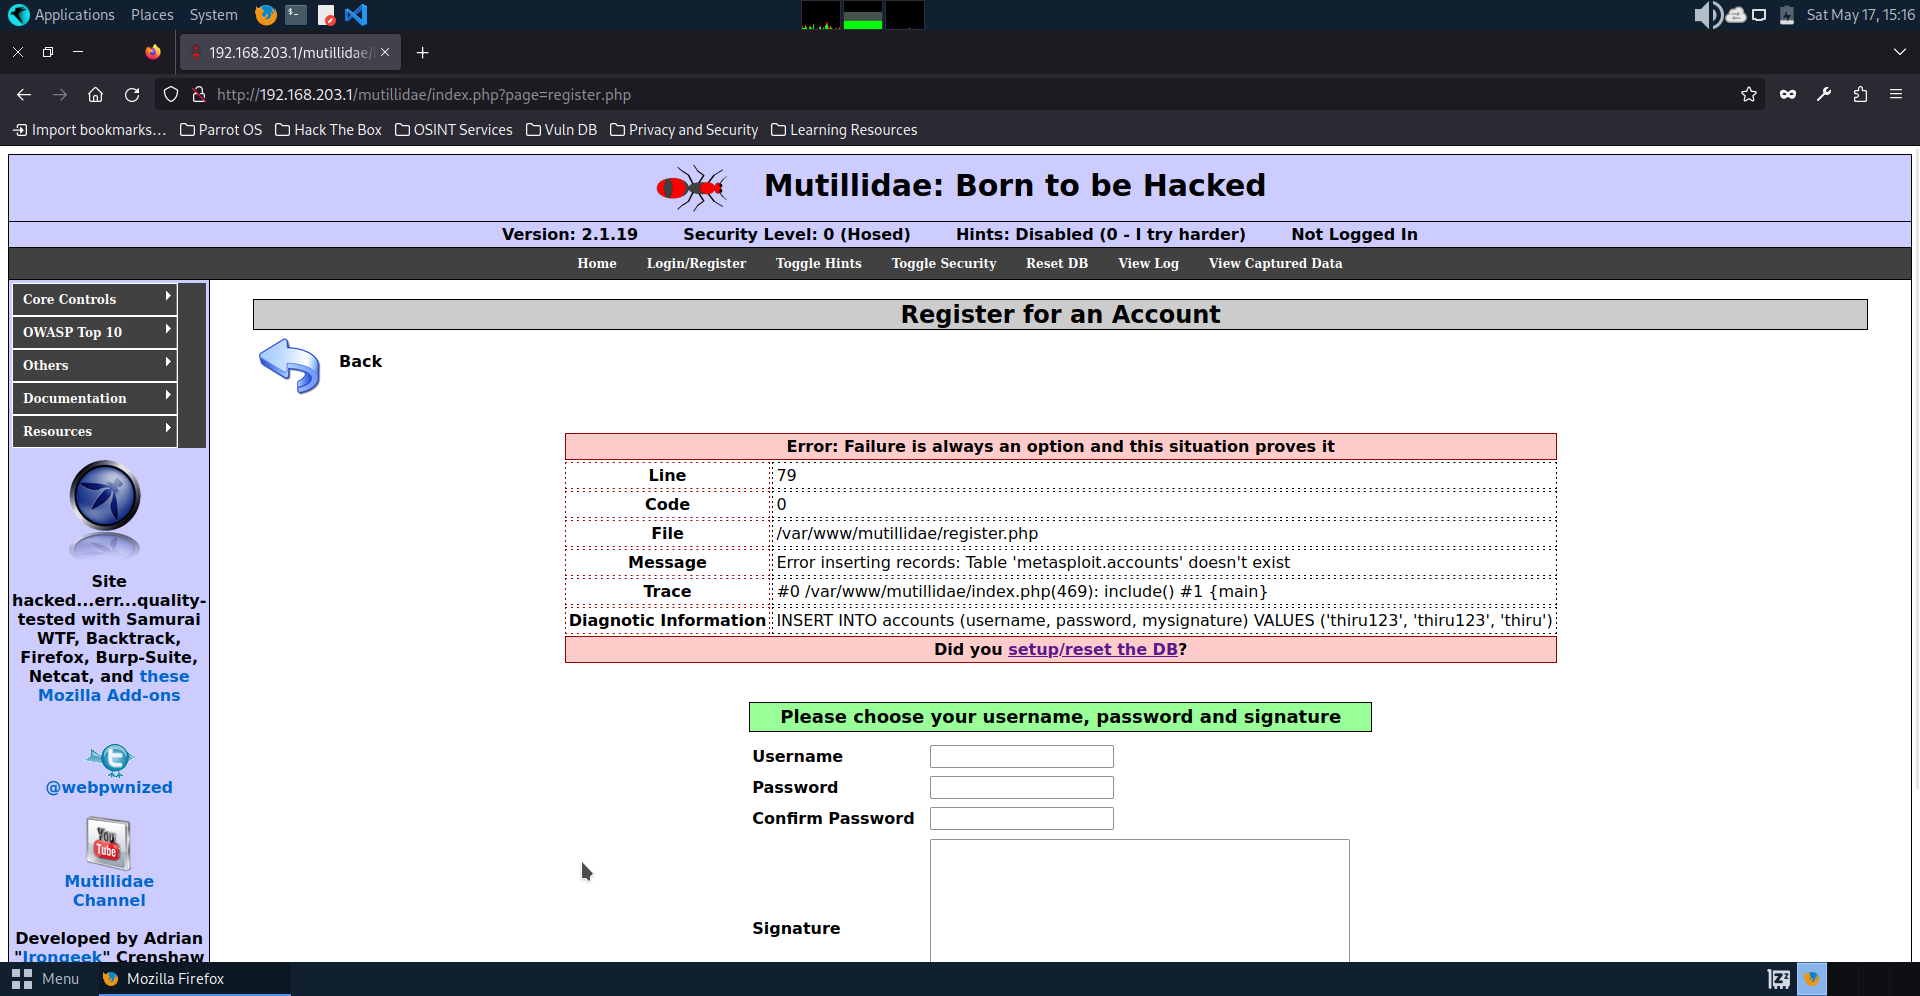 Applications Places System Sat May 17, 15:16
192.168.203.1/mutillidae/i
http://192.168.203.1/mutillidae/index.php?page=register.php
Import bookmarks... Parrot OS Hack The Box OSINT Services Vuln DB Privacy and Security Learning Resources
Mutillidae: Born to be Hacked
Version: 2.1.19 Security Level: 0 (Hosed) Hints: Disabled (0 - I try harder) Not Logged In
Home Login/Register Toggle Hints Toggle Security Reset DB View Log View Captured Data
Core Controls
OWASP Top 10
Others
Documentation
Resources
Site
hacked...err...quality-
tested with Samurai
WTF, Backtrack,
Firefox, Burp-Suite,
Netcat, and these
Mozilla Add-ons
@webpwnized
You
Tube
Mutillidae
Channel
Developed by Adrian
"Irongeek" Crenshaw
Register for an Account
Back
Error: Failure is always an option and this situation proves it
Line 79
Code 0
File /var/www/mutillidae/register.php
Message Error inserting records: Table 'metasploit.accounts' doesn't exist
Trace #0 /var/www/mutillidae/index.php(469): include() #1 {main}
Diagnotic Information INSERT INTO accounts (username, password, mysignature) VALUES ('thiru123', 'thiru123', 'thiru')
Did you setup/reset the DB?
Please choose your username, password and signature
Username
Password
Confirm Password
Signature
Menu Mozilla Firefox